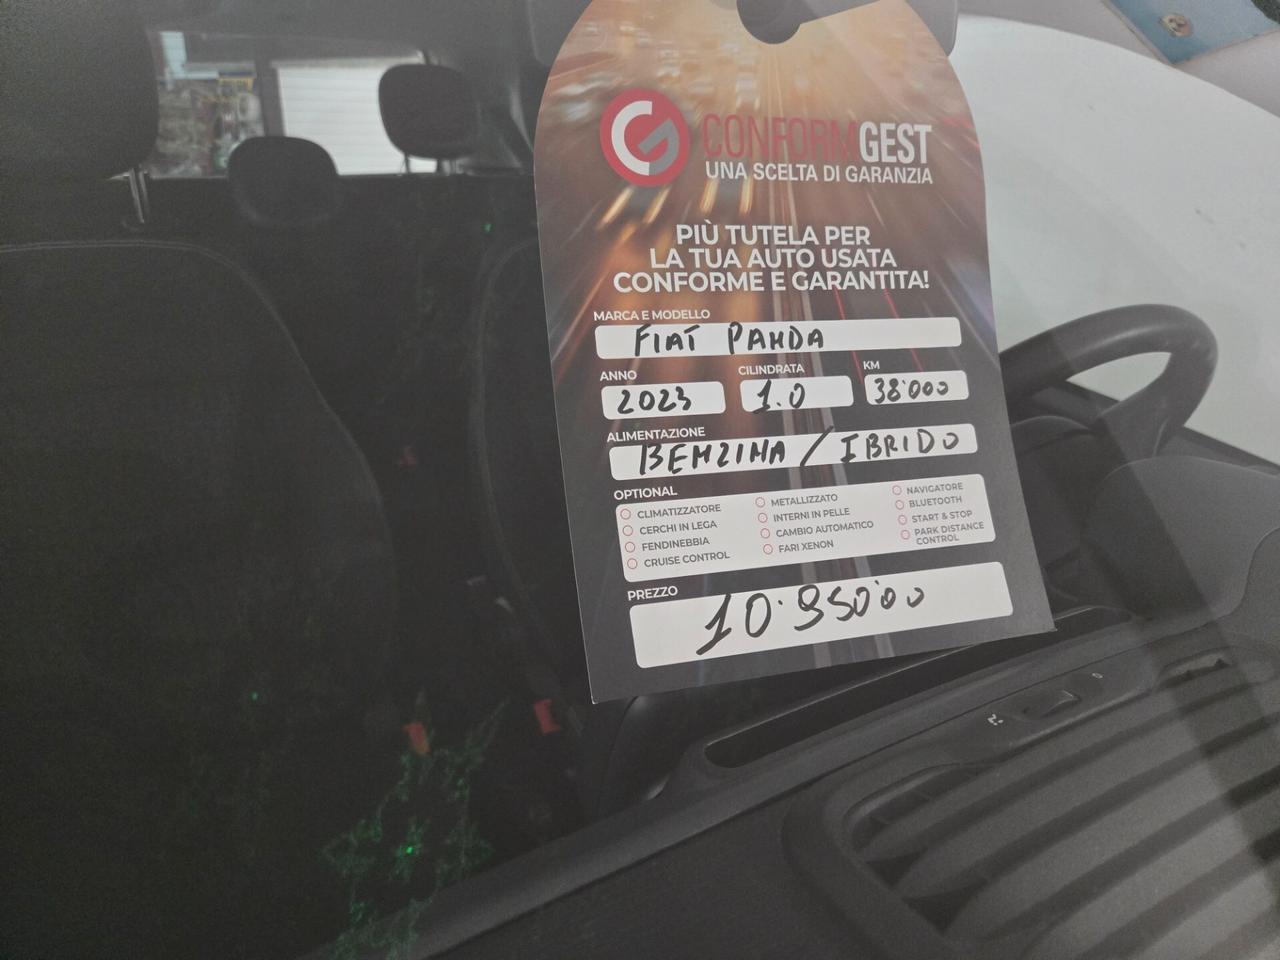 CONFORMGEST
UNA SCELTA DI GARANZIA
PIÙ TUTELA PER
LA TUA AUTO USATA
CONFORME E GARANTITA!
MARCA E MODELLO
FIAT PANDA
ANNO CILINDRATA KM
2023 1.0 38'000
ALIMENTAZIONE
BENZINA / IBRIDO
OPTIONAL
CLIMATIZZATORE METALLIZZATO NAVIGATORE
CERCHI IN LEGA INTERNI IN PELLE BLUETOOTH
FENDINEBBIA CAMBIO AUTOMATICO START & STOP
CRUISE CONTROL FARI XENON PARK DISTANCE
CONTROL
PREZZO
10.950'00